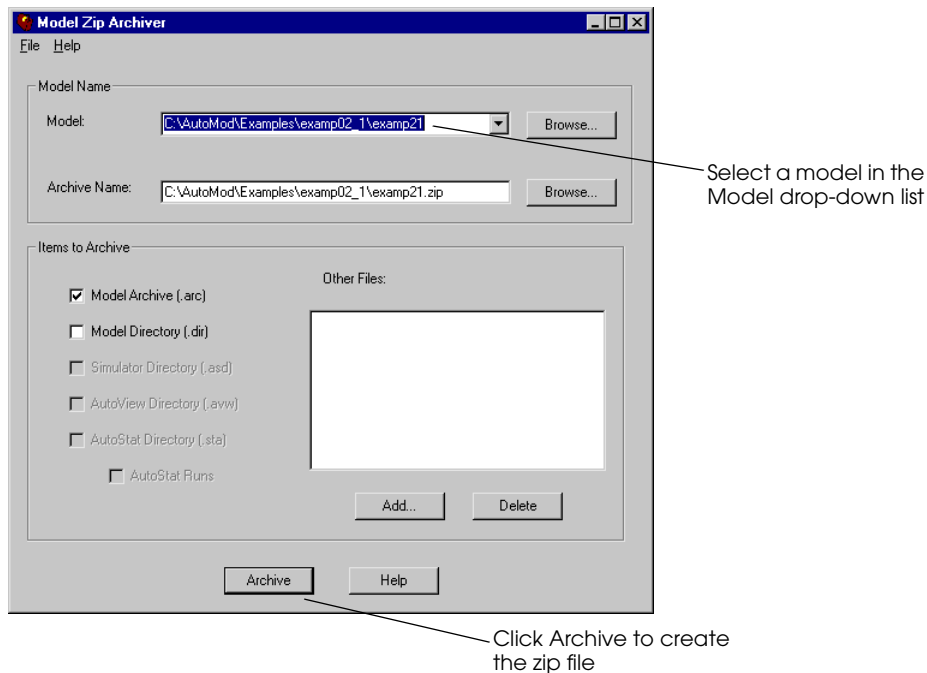 Model Zip Archiver
File Help
Model Name
Model: C:\AutoMod\Examples\examp02_1\examp21 Browse...
Select a model in the
Model drop-down list
Archive Name: C:\AutoMod\Examples\examp02_1\examp21.zip Browse...
Items to Archive
Other Files:
Model Archive (.arc)
Model Directory (.dir)
Simulator Directory (.asd)
AutoView Directory (.avw)
AutoStat Directory (.sta)
AutoStat Runs
Add... Delete
Archive Help
Click Archive to create
the zip file